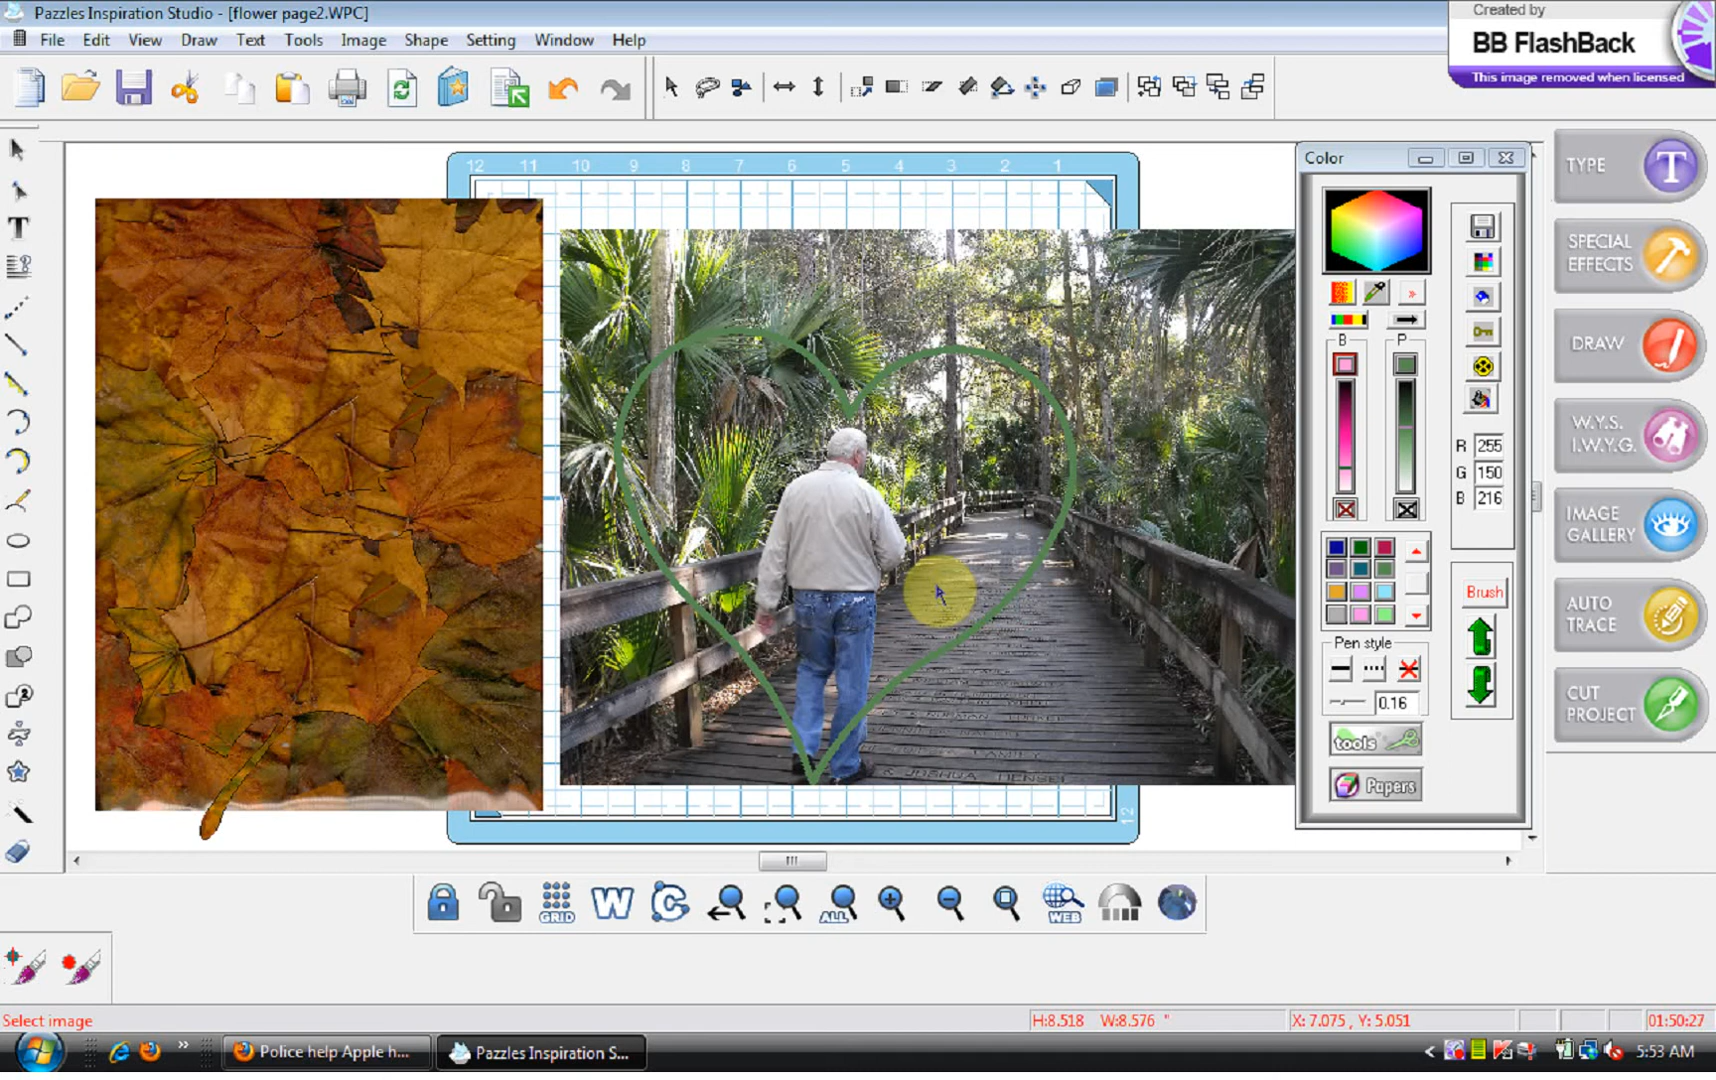 Pazzles Inspiration Studio - [flower page2.WPC]
Created by
BB FlashBack
This image removed when licensed
File Edit View Draw Text Tools Image Shape Setting Window Help
12 11 10 9 8 7 6 5 4 3 2 1
Color
TYPE T
SPECIAL
EFFECTS
DRAW
W.Y.S.
I.W.Y.G.
IMAGE
GALLERY
AUTO
TRACE
CUT
PROJECT
B P
R 255
G 150
B 216
Brush
Pen style
0.16
tools
Papers
& JOSHUA HENSEL
12
GRID W C ALL WEB
Select image
H:8.518 W:8.576 "
X: 7.075 , Y: 5.051
01:50:27
Police help Apple h...
Pazzles Inspiration S...
5:53 AM